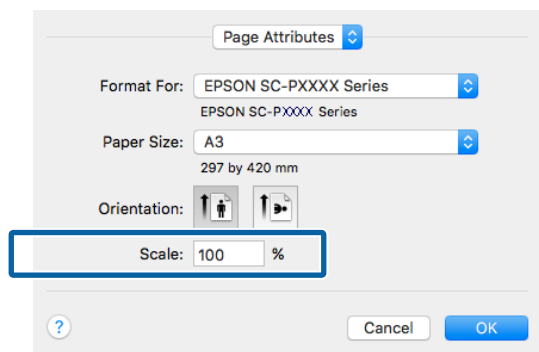 Page Attributes
Format For: EPSON SC-PXXXX Series
EPSON SC-PXXXX Series
Paper Size: A3
297 by 420 mm
Orientation:
Scale: 100 %
? Cancel OK